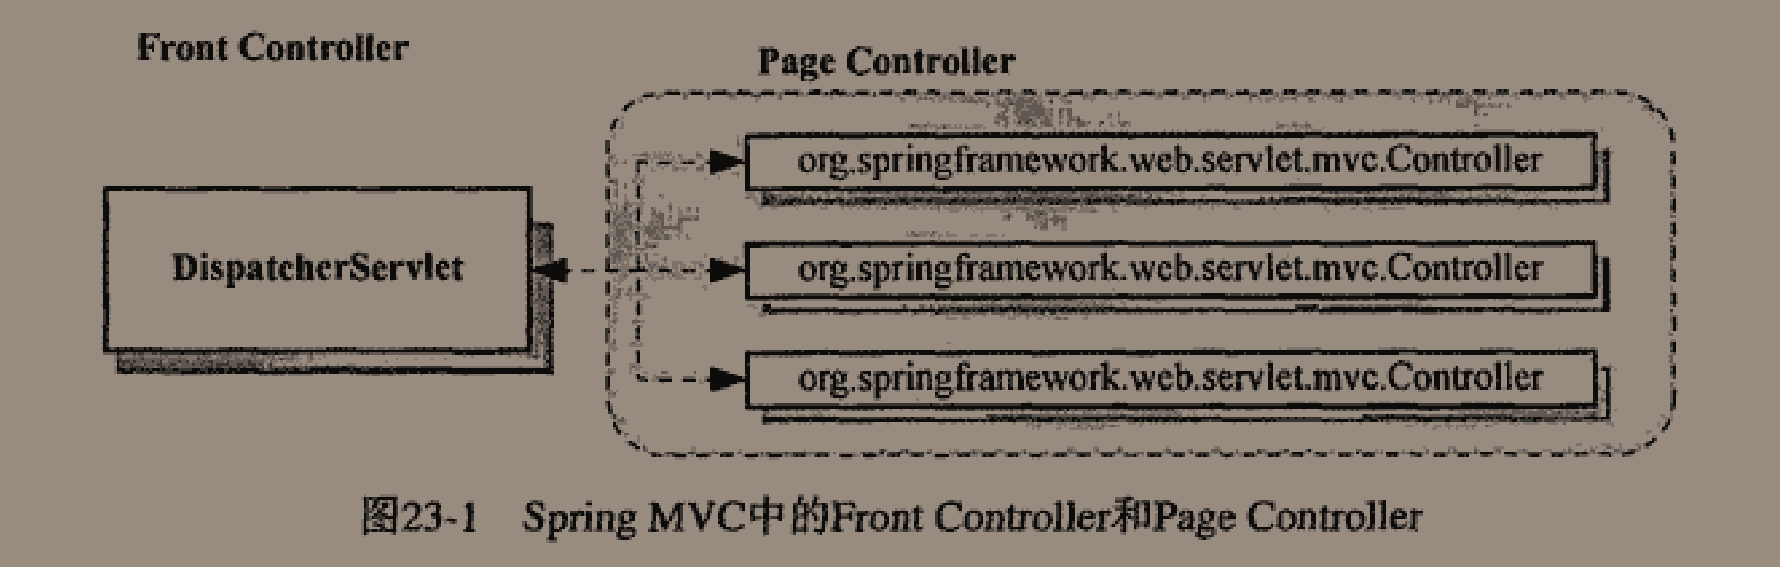 Front Controller
Page Controller
DispatcherServlet
org.springframework.web.servlet.mvc.Controller
org.springframework.web.servlet.mvc.Controller
org.springframework.web.servlet.mvc.Controller
图23-1 Spring MVC中的Front Controller和Page Controller